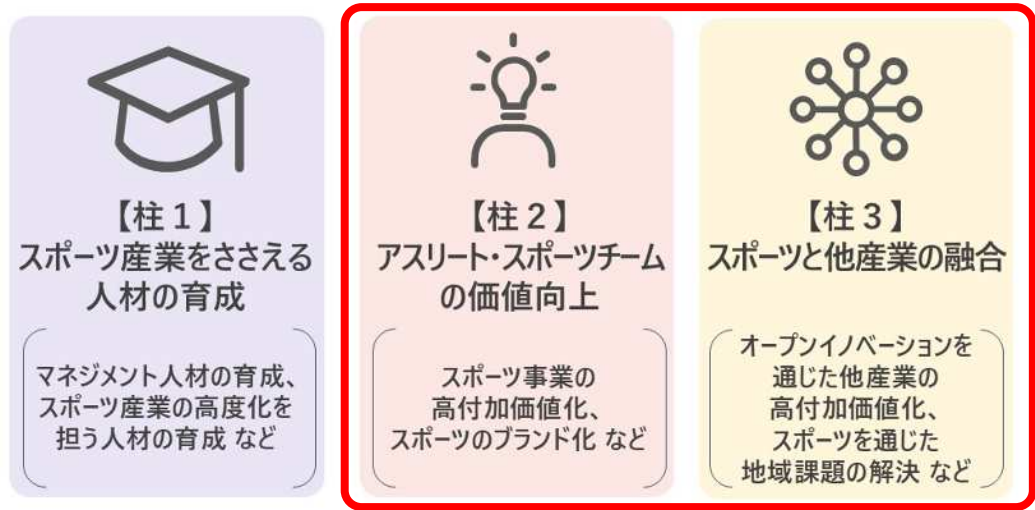 【柱１】
スポーツ産業をささえる
人材の育成
マネジメント人材の育成、
スポーツ産業の高度化を
担う人材の育成 など
【柱２】
アスリート・スポーツチーム
の価値向上
スポーツ事業の
高付加価値化、
スポーツのブランド化 など
【柱３】
スポーツと他産業の融合
オープンイノベーションを
通じた他産業の
高付加価値化、
スポーツを通じた
地域課題の解決 など